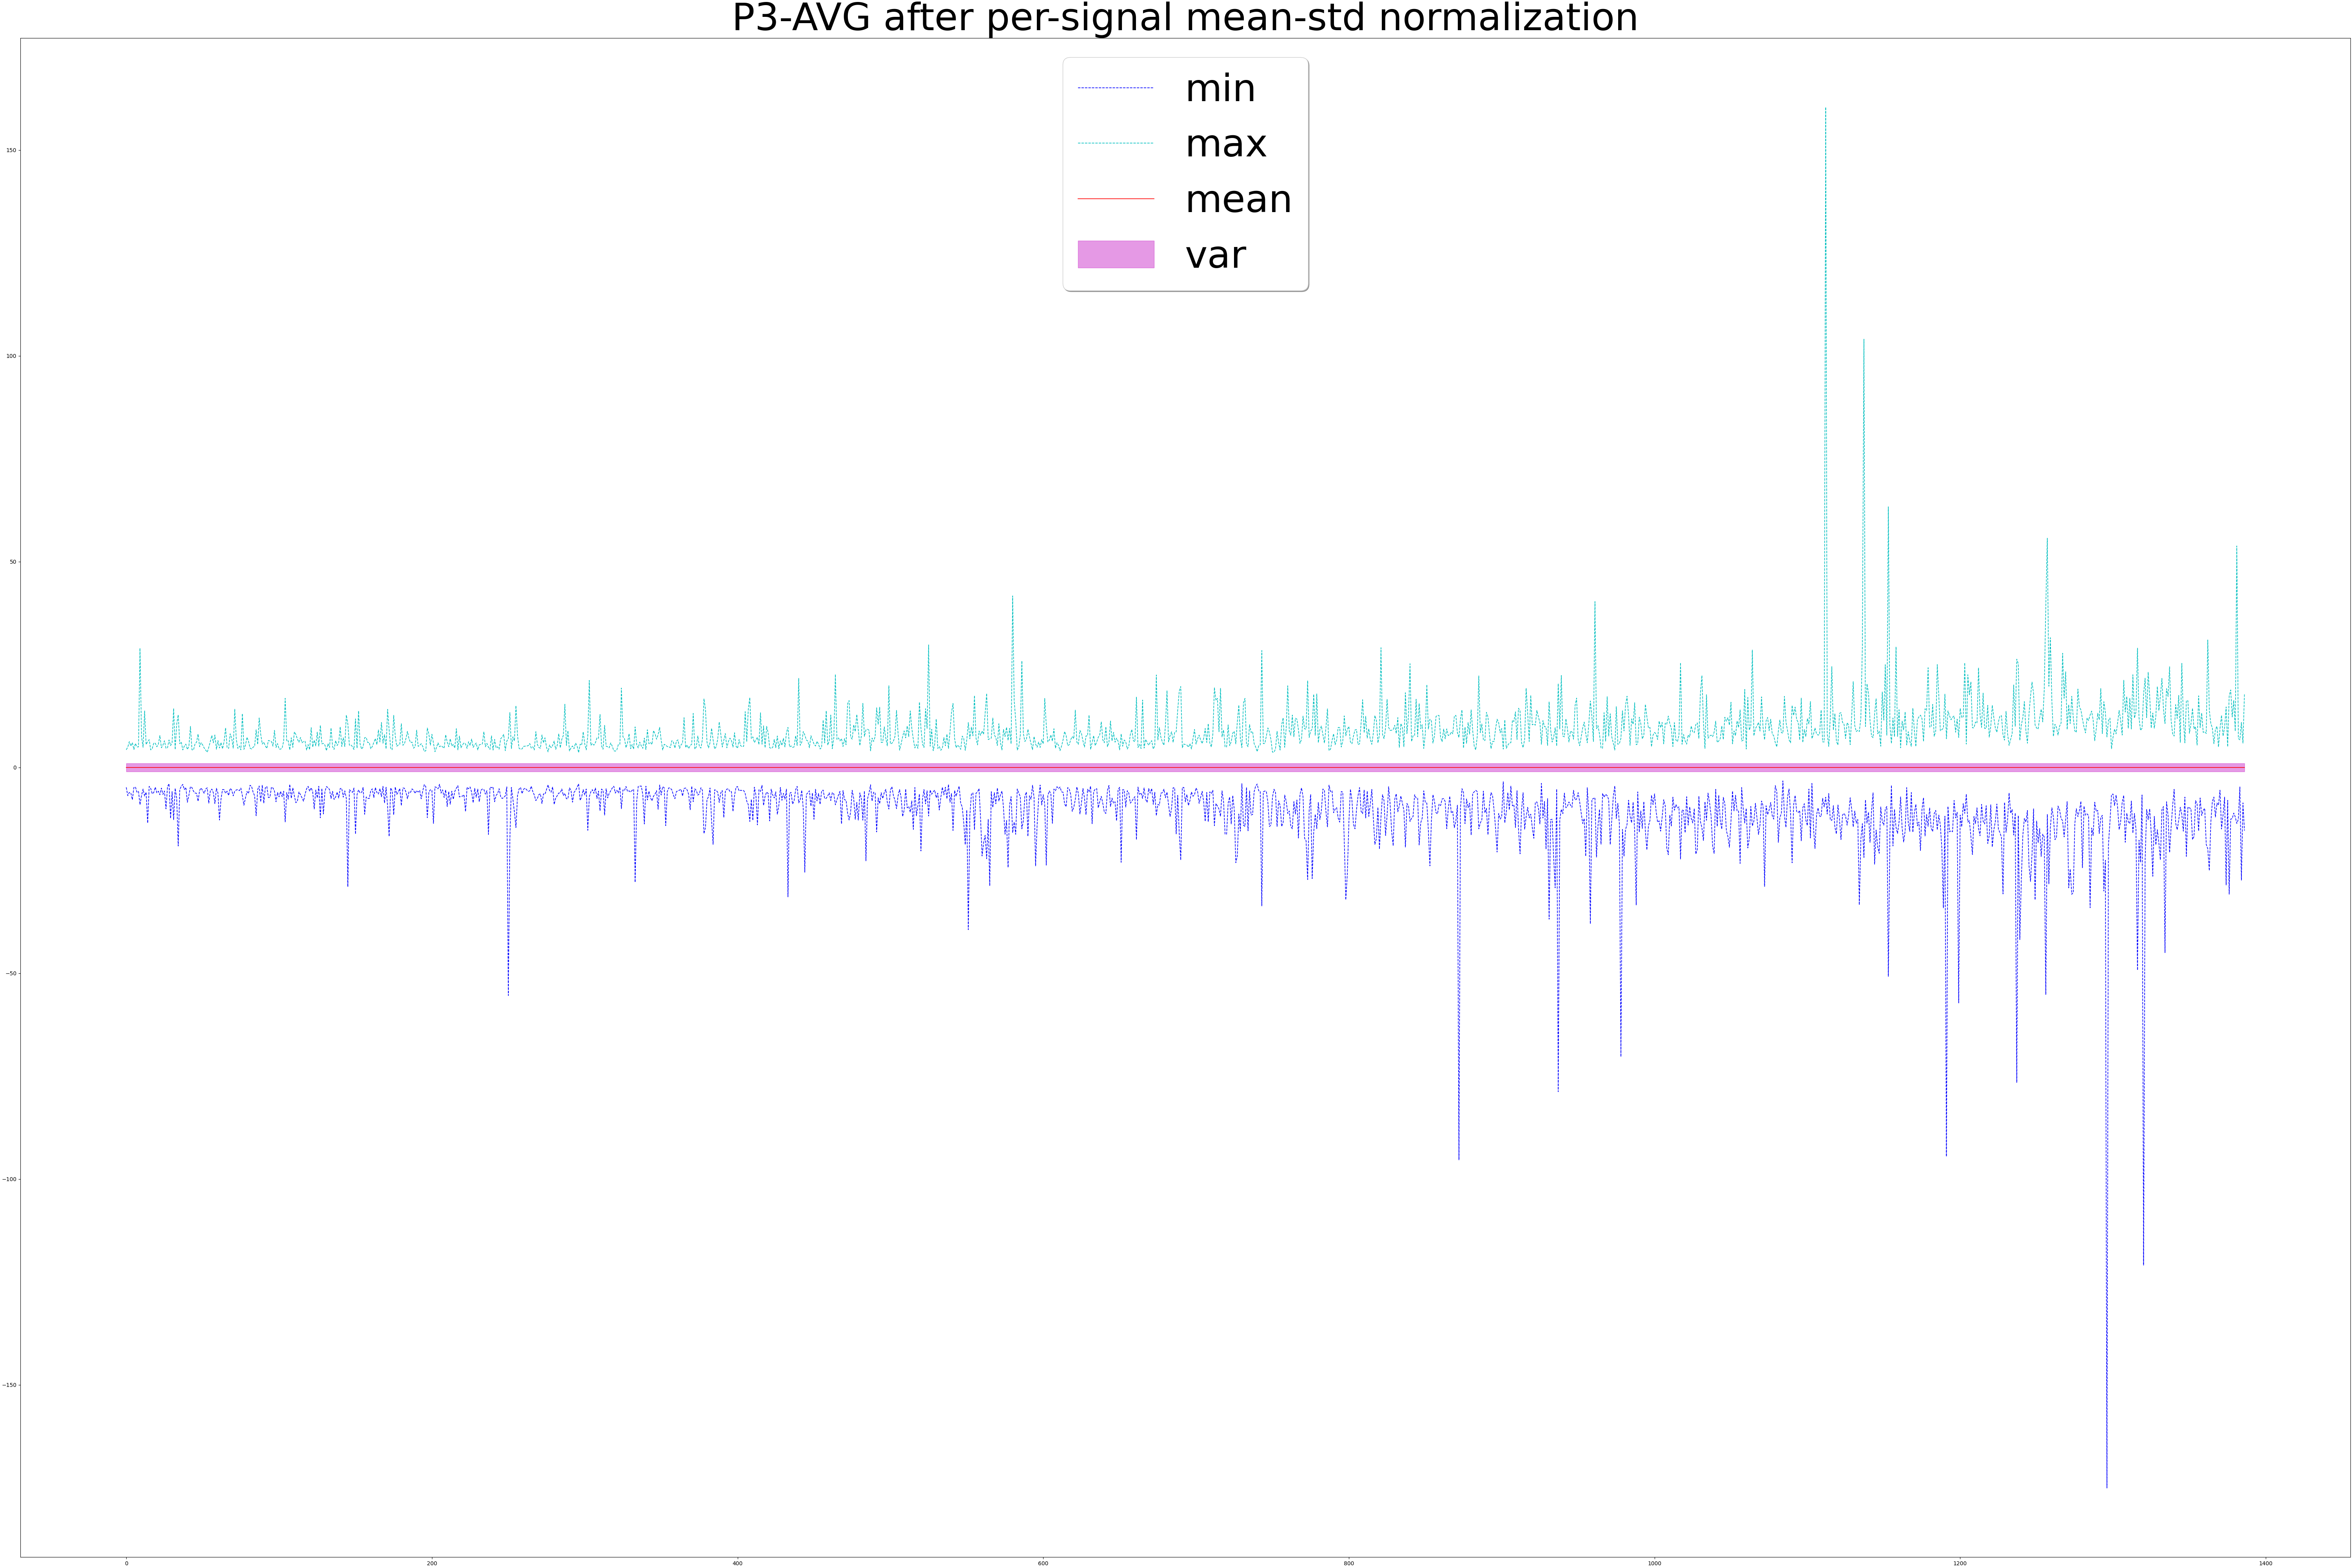 P3-AVG after per-signal mean-std normalization
min
max
mean
var
150
100
50
0
−50
−100
−150
0 200 400 600 800 1000 1200 1400